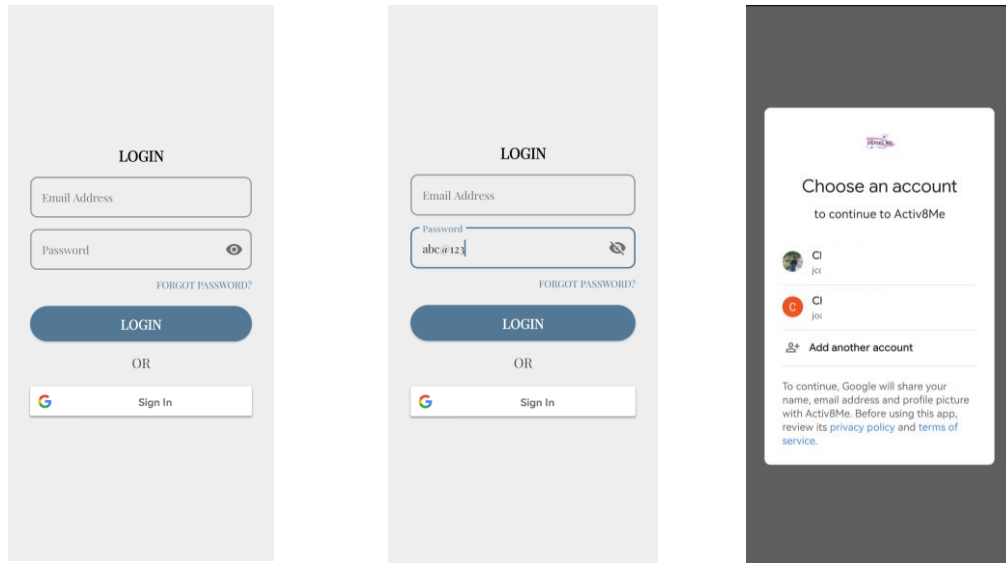 LOGIN
Email Address
Password
FORGOT PASSWORD?
LOGIN
OR
Sign In
LOGIN
Email Address
Password
abc@123
FORGOT PASSWORD?
LOGIN
OR
Sign In
Choose an account
to continue to Activ8Me
C
Add another account
To continue, Google will share your
name, email address and profile picture
with Activ8Me. Before using this app,
review its privacy policy and terms of
service.